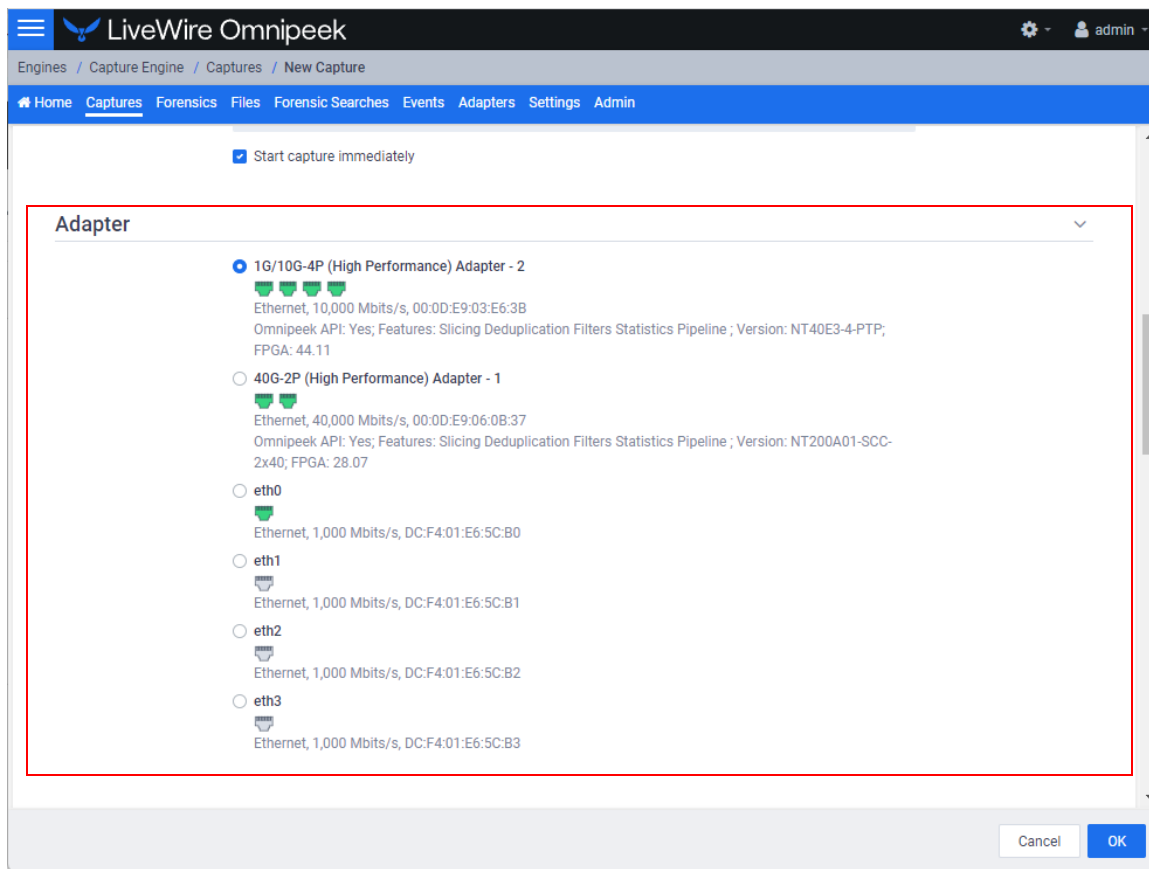 LiveWire Omnipeek
admin
Engines / Capture Engine / Captures / New Capture
Home Captures Forensics Files Forensic Searches Events Adapters Settings Admin
Start capture immediately
Adapter
1G/10G-4P (High Performance) Adapter - 2
Ethernet, 10,000 Mbits/s, 00:0D:E9:03:E6:3B
Omnipeek API: Yes; Features: Slicing Deduplication Filters Statistics Pipeline ; Version: NT40E3-4-PTP;
FPGA: 44.11
40G-2P (High Performance) Adapter - 1
Ethernet, 40,000 Mbits/s, 00:0D:E9:06:0B:37
Omnipeek API: Yes; Features: Slicing Deduplication Filters Statistics Pipeline ; Version: NT200A01-SCC-
2x40; FPGA: 28.07
eth0
Ethernet, 1,000 Mbits/s, DC:F4:01:E6:5C:B0
eth1
Ethernet, 1,000 Mbits/s, DC:F4:01:E6:5C:B1
eth2
Ethernet, 1,000 Mbits/s, DC:F4:01:E6:5C:B2
eth3
Ethernet, 1,000 Mbits/s, DC:F4:01:E6:5C:B3
Cancel OK